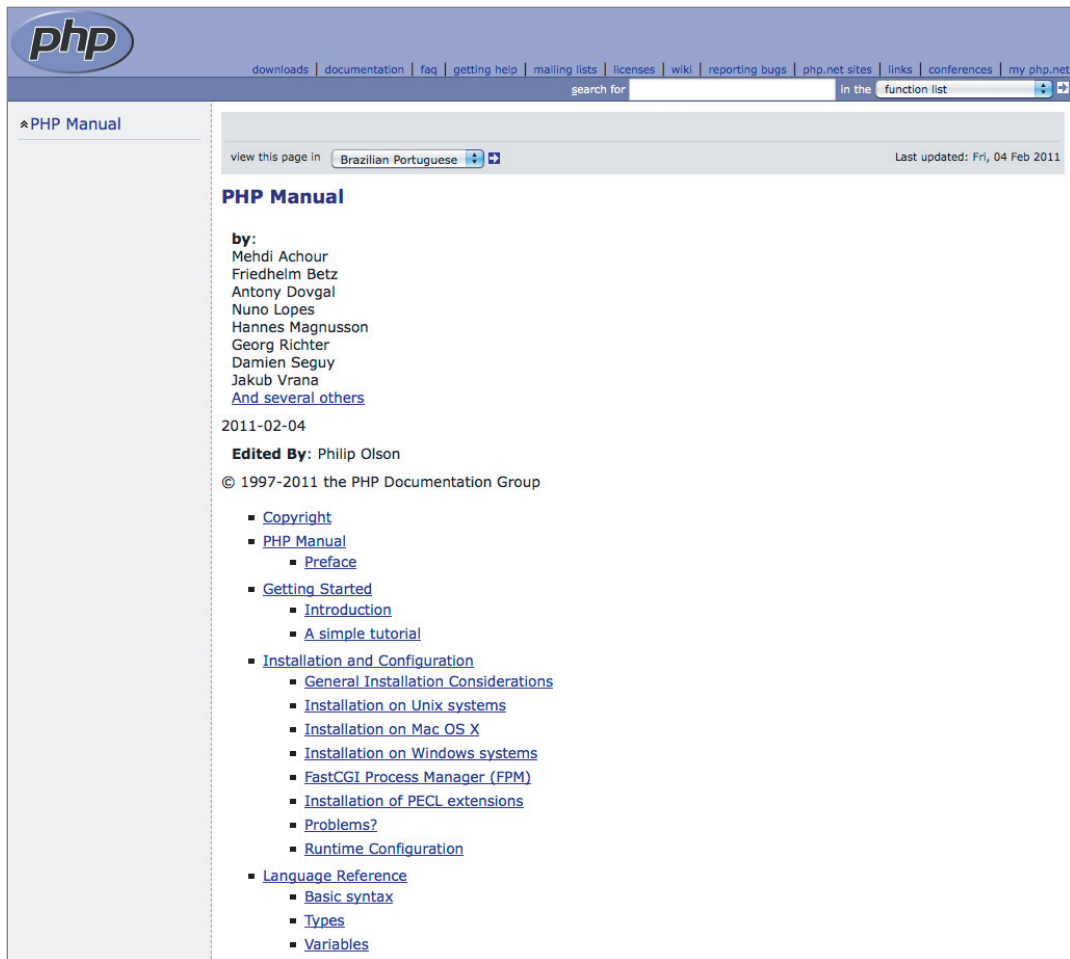 php
downloads | documentation | faq | getting help | mailing lists | licenses | wiki | reporting bugs | php.net sites | links | conferences | my php.net
search for in the function list
PHP Manual
view this page in Brazilian Portuguese Last updated: Fri, 04 Feb 2011
PHP Manual
by:
Mehdi Achour
Friedhelm Betz
Antony Dovgal
Nuno Lopes
Hannes Magnusson
Georg Richter
Damien Seguy
Jakub Vrana
And several others
2011-02-04
Edited By: Philip Olson
© 1997-2011 the PHP Documentation Group
Copyright
PHP Manual
Preface
Getting Started
Introduction
A simple tutorial
Installation and Configuration
General Installation Considerations
Installation on Unix systems
Installation on Mac OS X
Installation on Windows systems
FastCGI Process Manager (FPM)
Installation of PECL extensions
Problems?
Runtime Configuration
Language Reference
Basic syntax
Types
Variables